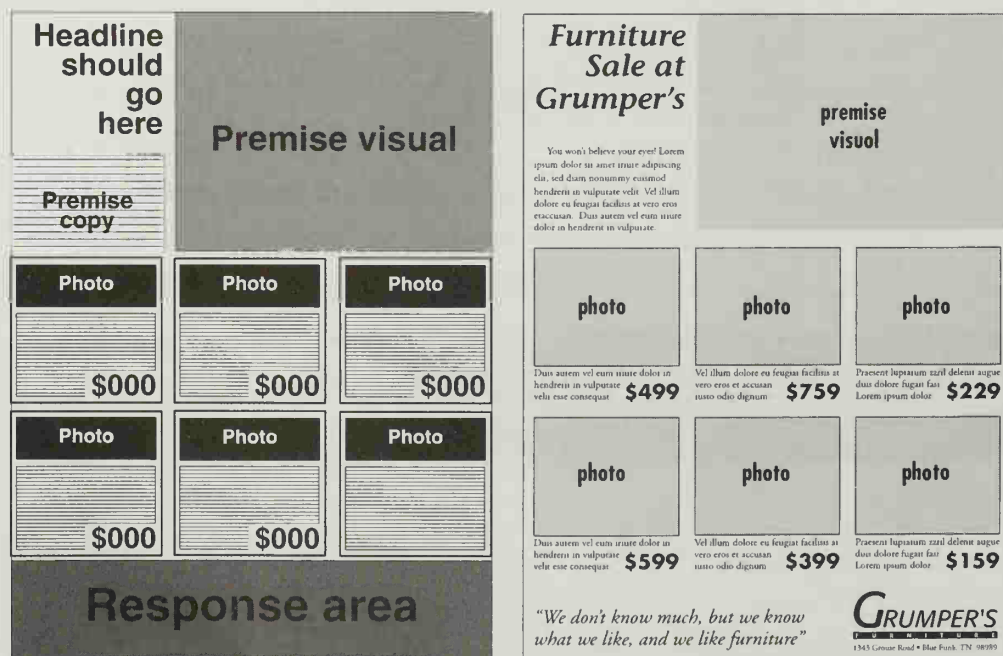 Headline
should
go
here
Premise visual
Premise
copy
Photo
Photo
Photo
$000
$000
$000
Photo
Photo
Photo
$000
$000
Response area
Furniture
Sale at
Grumper's
premise
visuol
You won't believe your eyes! Lorem
ipsum dolor sit amet iriure adipiscing
elit, sed diam nonummy euismod
hendrerit in vulputate velit. Vel illum
dolore eu feugiat facilisis at vero eros
etaccusan. Duis autem vel eum iriure
dolor in hendrerit in vulputate.
photo
photo
photo
Duis autem vel eum iriure dolor in
hendrerit in vulputate
velit esse consequat
$499
Vel illum dolore eu feugiat facilisis at
vero eros et accusan
iusto odio dignum
$759
Praesent luptatum zzril delenit augue
duis dolore fugait
Lorem ipsum dolor
$229
photo
photo
photo
Duis autem vel eum iriure dolor in
hendrerit in vulputate
velit esse consequat
$599
Vel illum dolore eu feugiat facilisis at
vero eros et accusan
iusto odio dignum
$399
Praesent luptatum zzril delenit augue
duis dolore fugait
Lorem ipsum dolor
$159
"We don't know much, but we know
what we like, and we like furniture"
GRUMPER'S
FURNITURE
1343 Grouse Road • Blue Funk, TN 98989